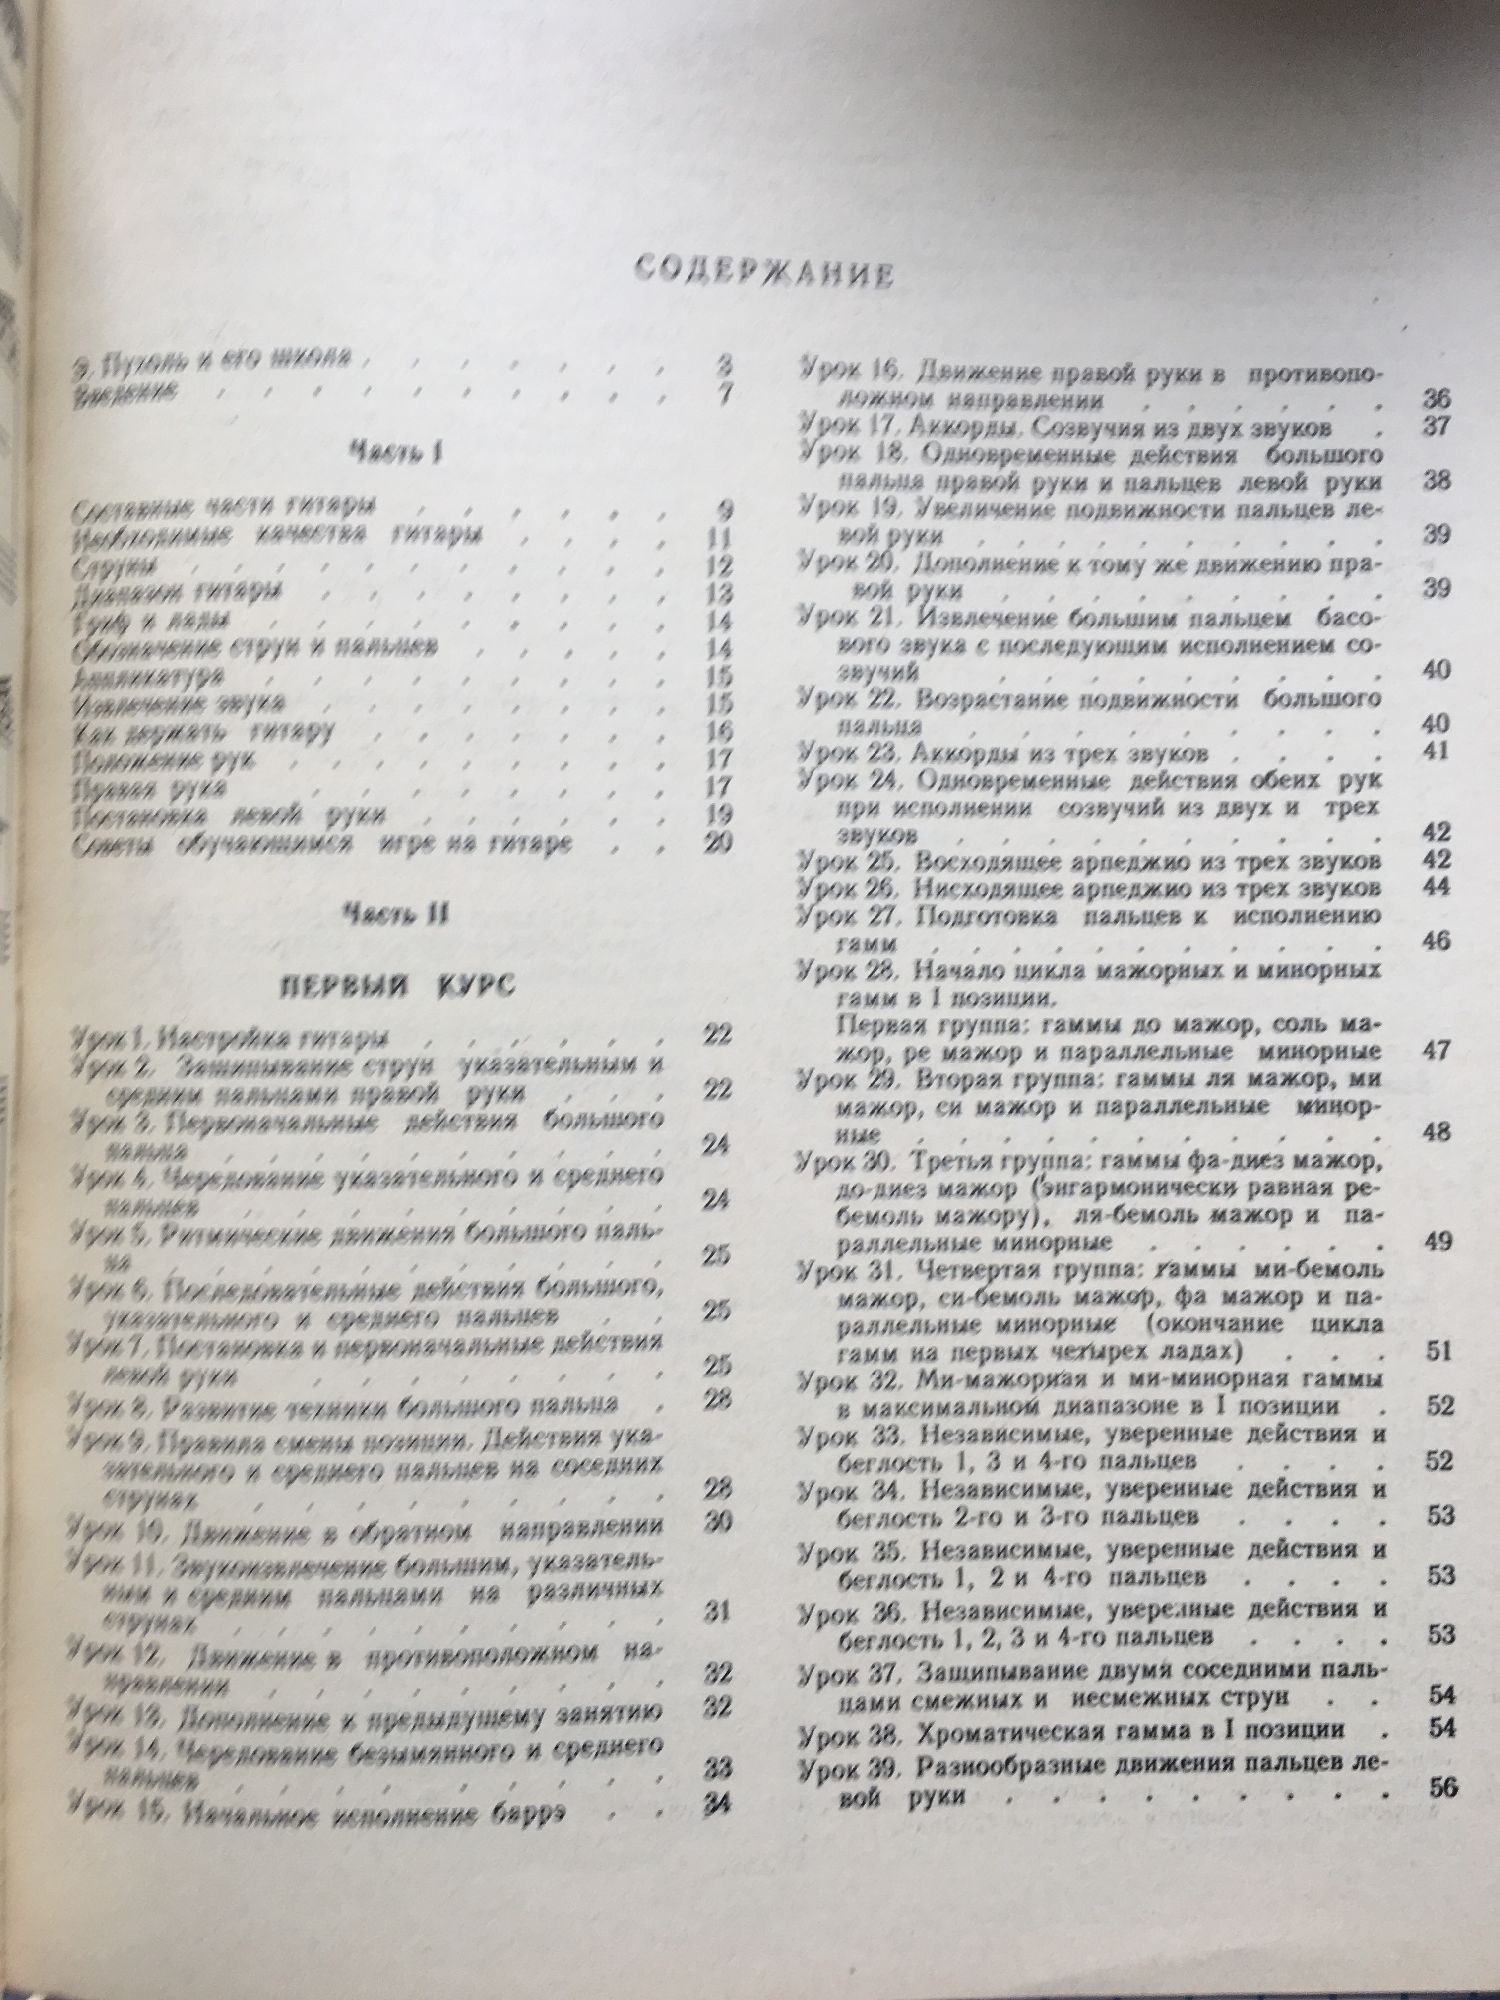 СОДЕРЖАНИЕ
Э. Пухоль и его школа . . . . . . . 3
Введение . . . . . . . . . . 7
Часть I
Составные части гитары . . . . . . 9
Необходимые качества гитары . . . . 11
Струны . . . . . . . . . . . 12
Диапазон гитары . . . . . . . . 13
Гриф и лады . . . . . . . . . 14
Обозначение струн и пальцев . . . . . 14
Аппликатура . . . . . . . . . 15
Извлечение звука . . . . . . . . 15
Как держать гитару . . . . . . . 16
Положение рук . . . . . . . . . 17
Правая рука . . . . . . . . 17
Постановка левой руки . . . . . . 19
Советы обучающимся игре на гитаре . . 20
Часть II
ПЕРВЫЙ КУРС
Урок 1. Настройка гитары . . . . . . 22
Урок 2. Защипывание струн указательным и
средним пальцами правой руки . . . 22
Урок 3. Первоначальные действия большого
пальца . . . . . . . . . . . 24
Урок 4. Чередование указательного и среднего
пальцев . . . . . . . . . . 24
Урок 5. Ритмические движения большого паль-
ца . . . . . . . . . . . . 25
Урок 6. Последовательные действия большого,
указательного и среднего пальцев . . 25
Урок 7. Постановка и первоначальные действия
левой руки . . . . . . . . 25
Урок 8. Развитие техники большого пальца . 28
Урок 9. Правила смены позиции. Действия ука-
зательного и среднего пальцев на соседних
струнах . . . . . . . . . 28
Урок 10. Движение в обратном направлении 30
Урок 11. Звукоизвлечение большим, указатель-
ным и средним пальцами на различных
струнах . . . . . . . . . . 31
Урок 12. Движение в противоположном на-
правлении . . . . . . . . . 32
Урок 13. Дополнение к предыдущему занятию 32
Урок 14. Чередование безымянного и среднего
пальцев . . . . . . . . . . 33
Урок 15. Начальное исполнение баррэ . . 34
Урок 16. Движение правой руки в противопо-
ложном направлении . . . . . . 36
Урок 17. Аккорды. Созвучия из двух звуков . 37
Урок 18. Одновременные действия большого
пальца правой руки и пальцев левой руки 38
Урок 19. Увеличение подвижности пальцев ле-
вой руки . . . . . . . . . . 39
Урок 20. Дополнение к тому же движению пра-
вой руки . . . . . . . . . 39
Урок 21. Извлечение большим пальцем басо-
вого звука с последующим исполнением со-
звучий . . . . . . . . . 40
Урок 22. Возрастание подвижности большого
пальца . . . . . . . . . . 40
Урок 23. Аккорды из трех звуков . . . . 41
Урок 24. Одновременные действия обеих рук
при исполнении созвучий из двух и трех
звуков . . . . . . . . . . 42
Урок 25. Восходящее арпеджио из трех звуков 42
Урок 26. Нисходящее арпеджио из трех звуков 44
Урок 27. Подготовка пальцев к исполнению
гамм . . . . . . . . . . . 46
Урок 28. Начало цикла мажорных и минорных
гамм в I позиции.
Первая группа: гаммы до мажор, соль ма-
жор, ре мажор и параллельные минорные 47
Урок 29. Вторая группа: гаммы ля мажор, ми
мажор, си мажор и параллельные минор-
ные . . . . . . . . . . . 48
Урок 30. Третья группа: гаммы фа-диез мажор,
до-диез мажор (энгармонически равная ре-
бемоль мажору), ля-бемоль мажор и па-
раллельные минорные . . . . . . 49
Урок 31. Четвертая группа: гаммы ми-бемоль
мажор, си-бемоль мажор, фа мажор и па-
раллельные минорные (окончание цикла
гамм на первых четырех ладах) . . . 51
Урок 32. Ми-мажорная и ми-минорная гаммы
в максимальном диапазоне в I позиции . 52
Урок 33. Независимые, уверенные действия и
беглость 1, 3 и 4-го пальцев . . . . 52
Урок 34. Независимые, уверенные действия и
беглость 2-го и 3-го пальцев . . . . 53
Урок 35. Независимые, уверенные действия и
беглость 1, 2 и 4-го пальцев . . . . 53
Урок 36. Независимые, уверенные действия и
беглость 1, 2, 3 и 4-го пальцев . . . . 53
Урок 37. Защипывание двумя соседними паль-
цами смежных и несмежных струн . . 54
Урок 38. Хроматическая гамма в I позиции . 54
Урок 39. Разнообразные движения пальцев ле-
вой руки . . . . . . . . . 56